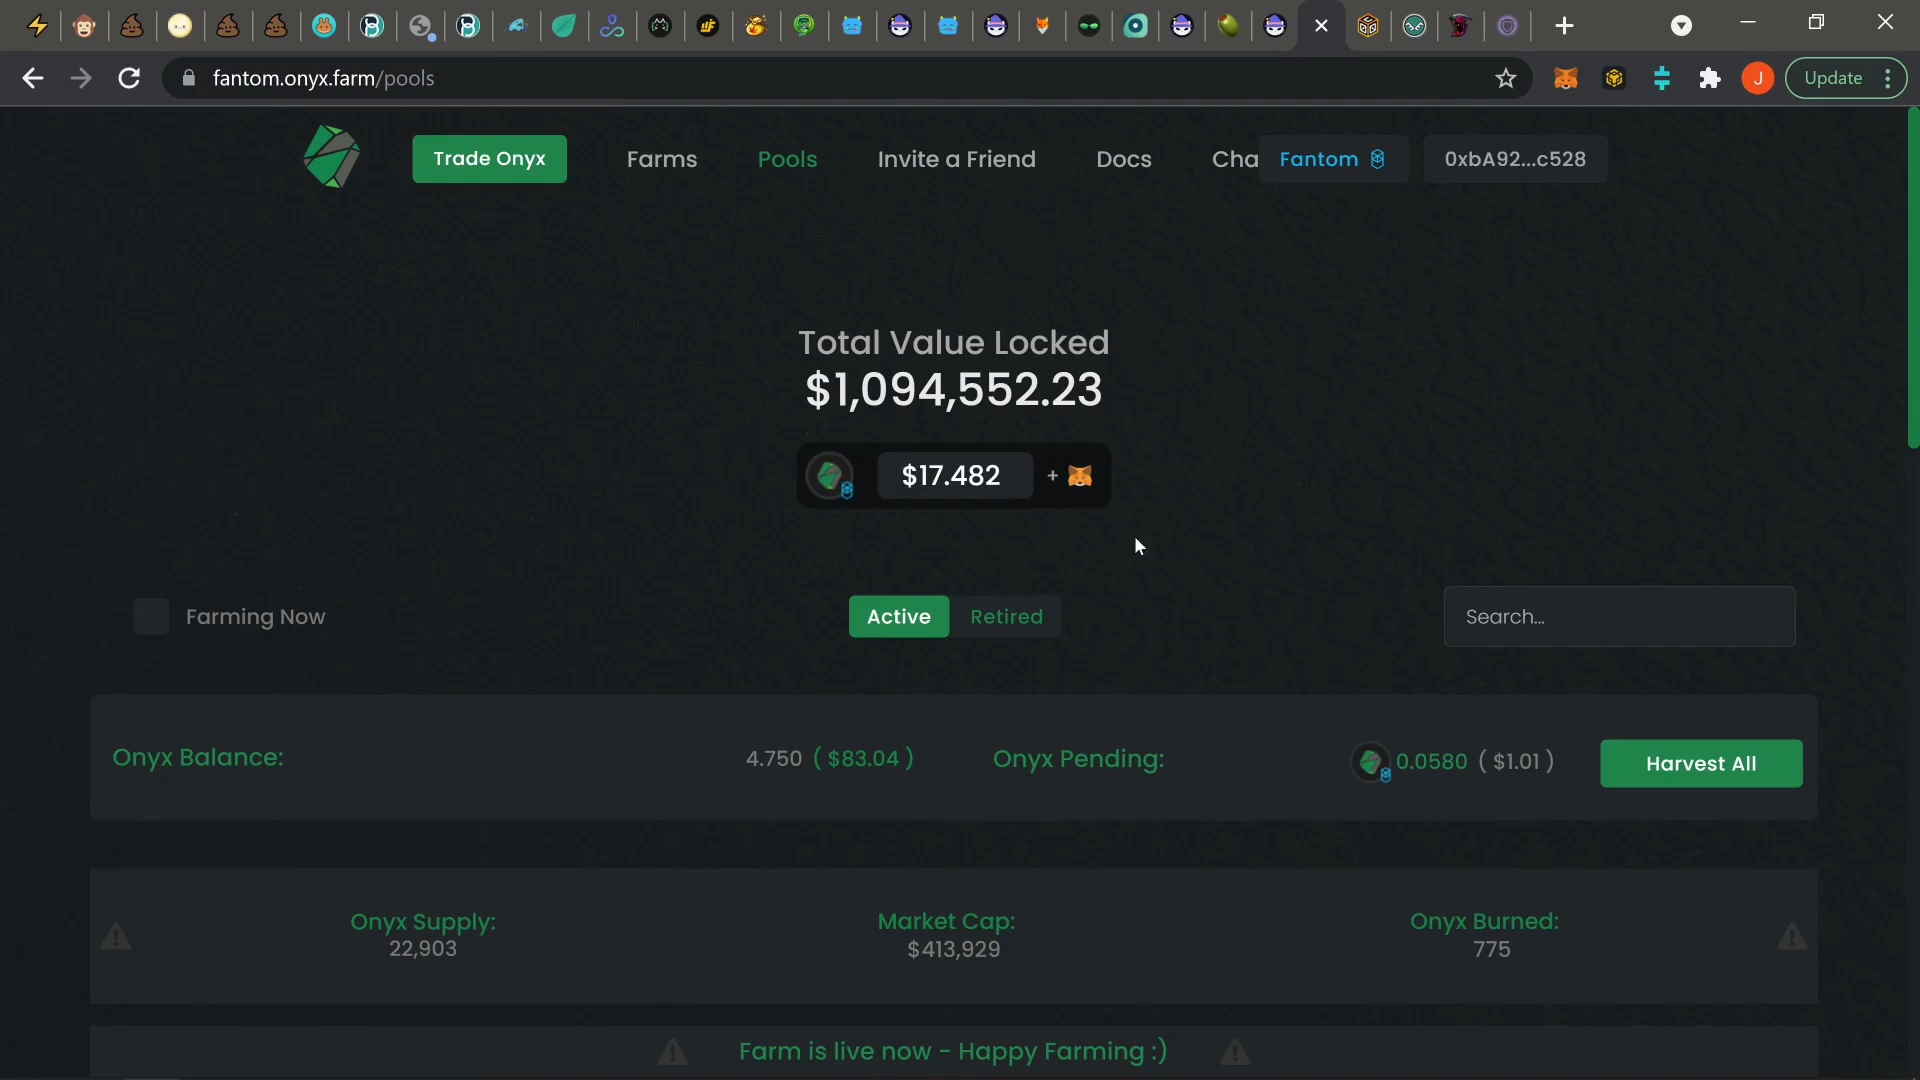 fantom.onyx.farm/pools
J
Update
Trade Onyx
Farms
Pools
Invite a Friend
Docs
Cha
Fantom
0xbA92...c528
Total Value Locked
$1,094,552.23
$17.482
+
Farming Now
Active
Retired
Search...
Onyx Balance:
4.750 ( $83.04 )
Onyx Pending:
0.0580 ( $1.01 )
Harvest All
Onyx Supply:
22,903
Market Cap:
$413,929
Onyx Burned:
775
Farm is live now - Happy Farming :)